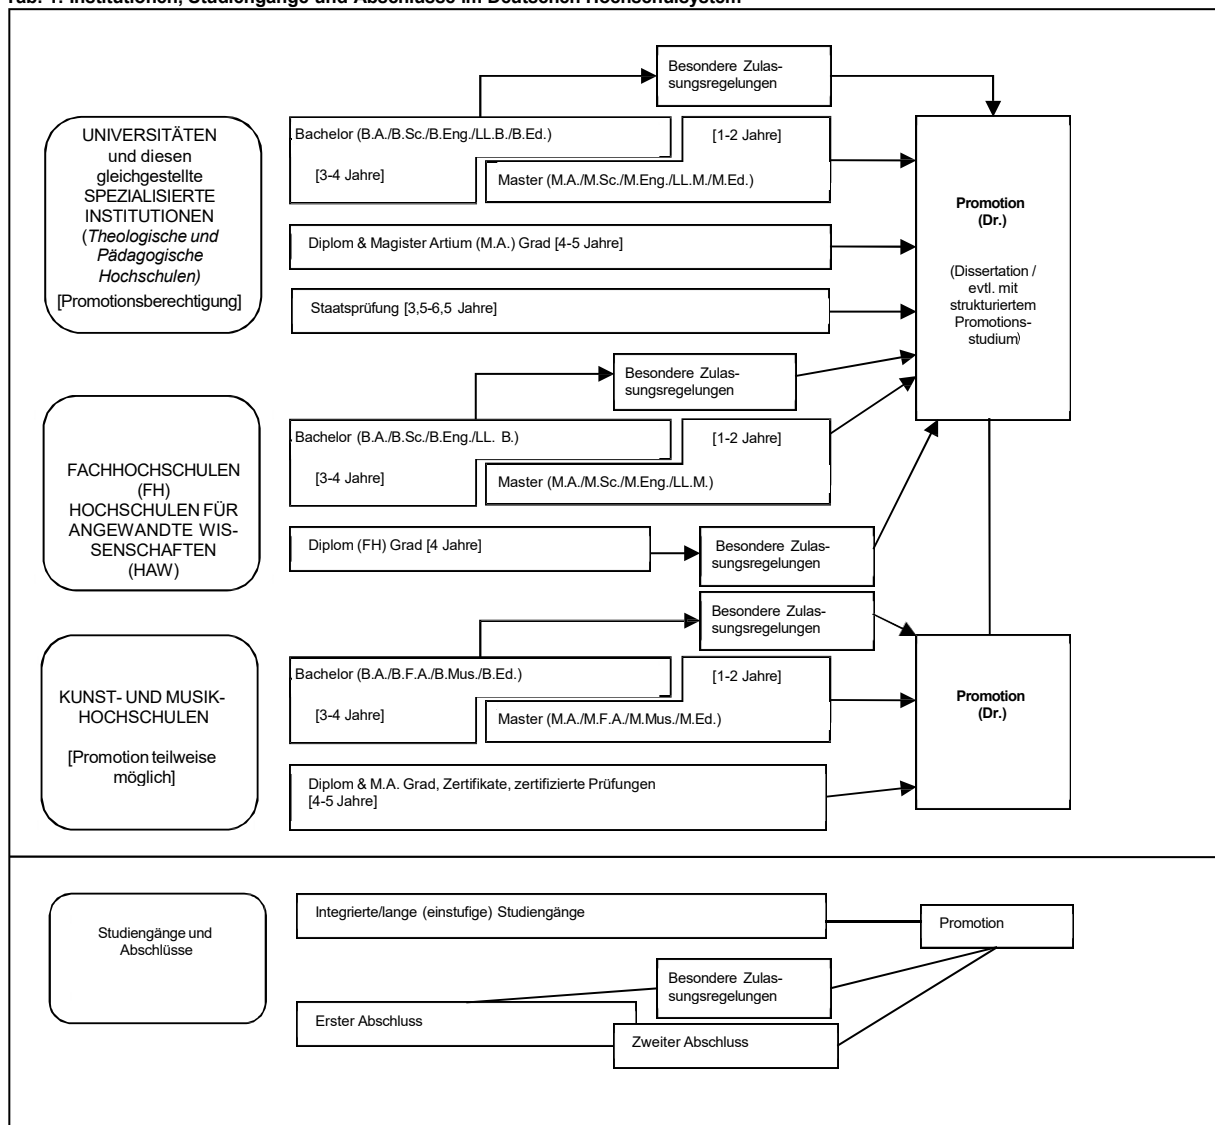 Tab. 1: Institutionen, Studiengänge und Abschlüsse im Deutschen Hochschulsystem
Besondere Zulas-
sungsregelungen
UNIVERSITÄTEN
und diesen
gleichgestellte
SPEZIALISIERTE
INSTITUTIONEN
(Theologische und
Pädagogische
Hochschulen)
[Promotionsberechtigung]
Bachelor (B.A./B.Sc./B.Eng./LL.B./B.Ed.)
[1-2 Jahre]
[3-4 Jahre]
Master (M.A./M.Sc./M.Eng./LL.M./M.Ed.)
Diplom & Magister Artium (M.A.) Grad [4-5 Jahre]
Staatsprüfung [3,5-6,5 Jahre]
Promotion
(Dr.)
(Dissertation /
evtl. mit
strukturiertem
Promotions-
studium)
Besondere Zulas-
sungsregelungen
FACHHOCHSCHULEN
(FH)
HOCHSCHULEN FÜR
ANGEWANDTE WIS-
SENSCHAFTEN
(HAW)
Bachelor (B.A./B.Sc./B.Eng./LL. B.)
[1-2 Jahre]
[3-4 Jahre]
Master (M.A./M.Sc./M.Eng./LL.M.)
Diplom (FH) Grad [4 Jahre]
Besondere Zulas-
sungsregelungen
Besondere Zulas-
sungsregelungen
KUNST- UND MUSIK-
HOCHSCHULEN
[Promotion teilweise
möglich]
Bachelor (B.A./B.F.A./B.Mus./B.Ed.)
[1-2 Jahre]
[3-4 Jahre]
Master (M.A./M.F.A./M.Mus./M.Ed.)
Diplom & M.A. Grad, Zertifikate, zertifizierte Prüfungen
[4-5 Jahre]
Promotion
(Dr.)
Studiengänge und
Abschlüsse
Integrierte/lange (einstufige) Studiengänge
Promotion
Besondere Zulas-
sungsregelungen
Erster Abschluss
Zweiter Abschluss